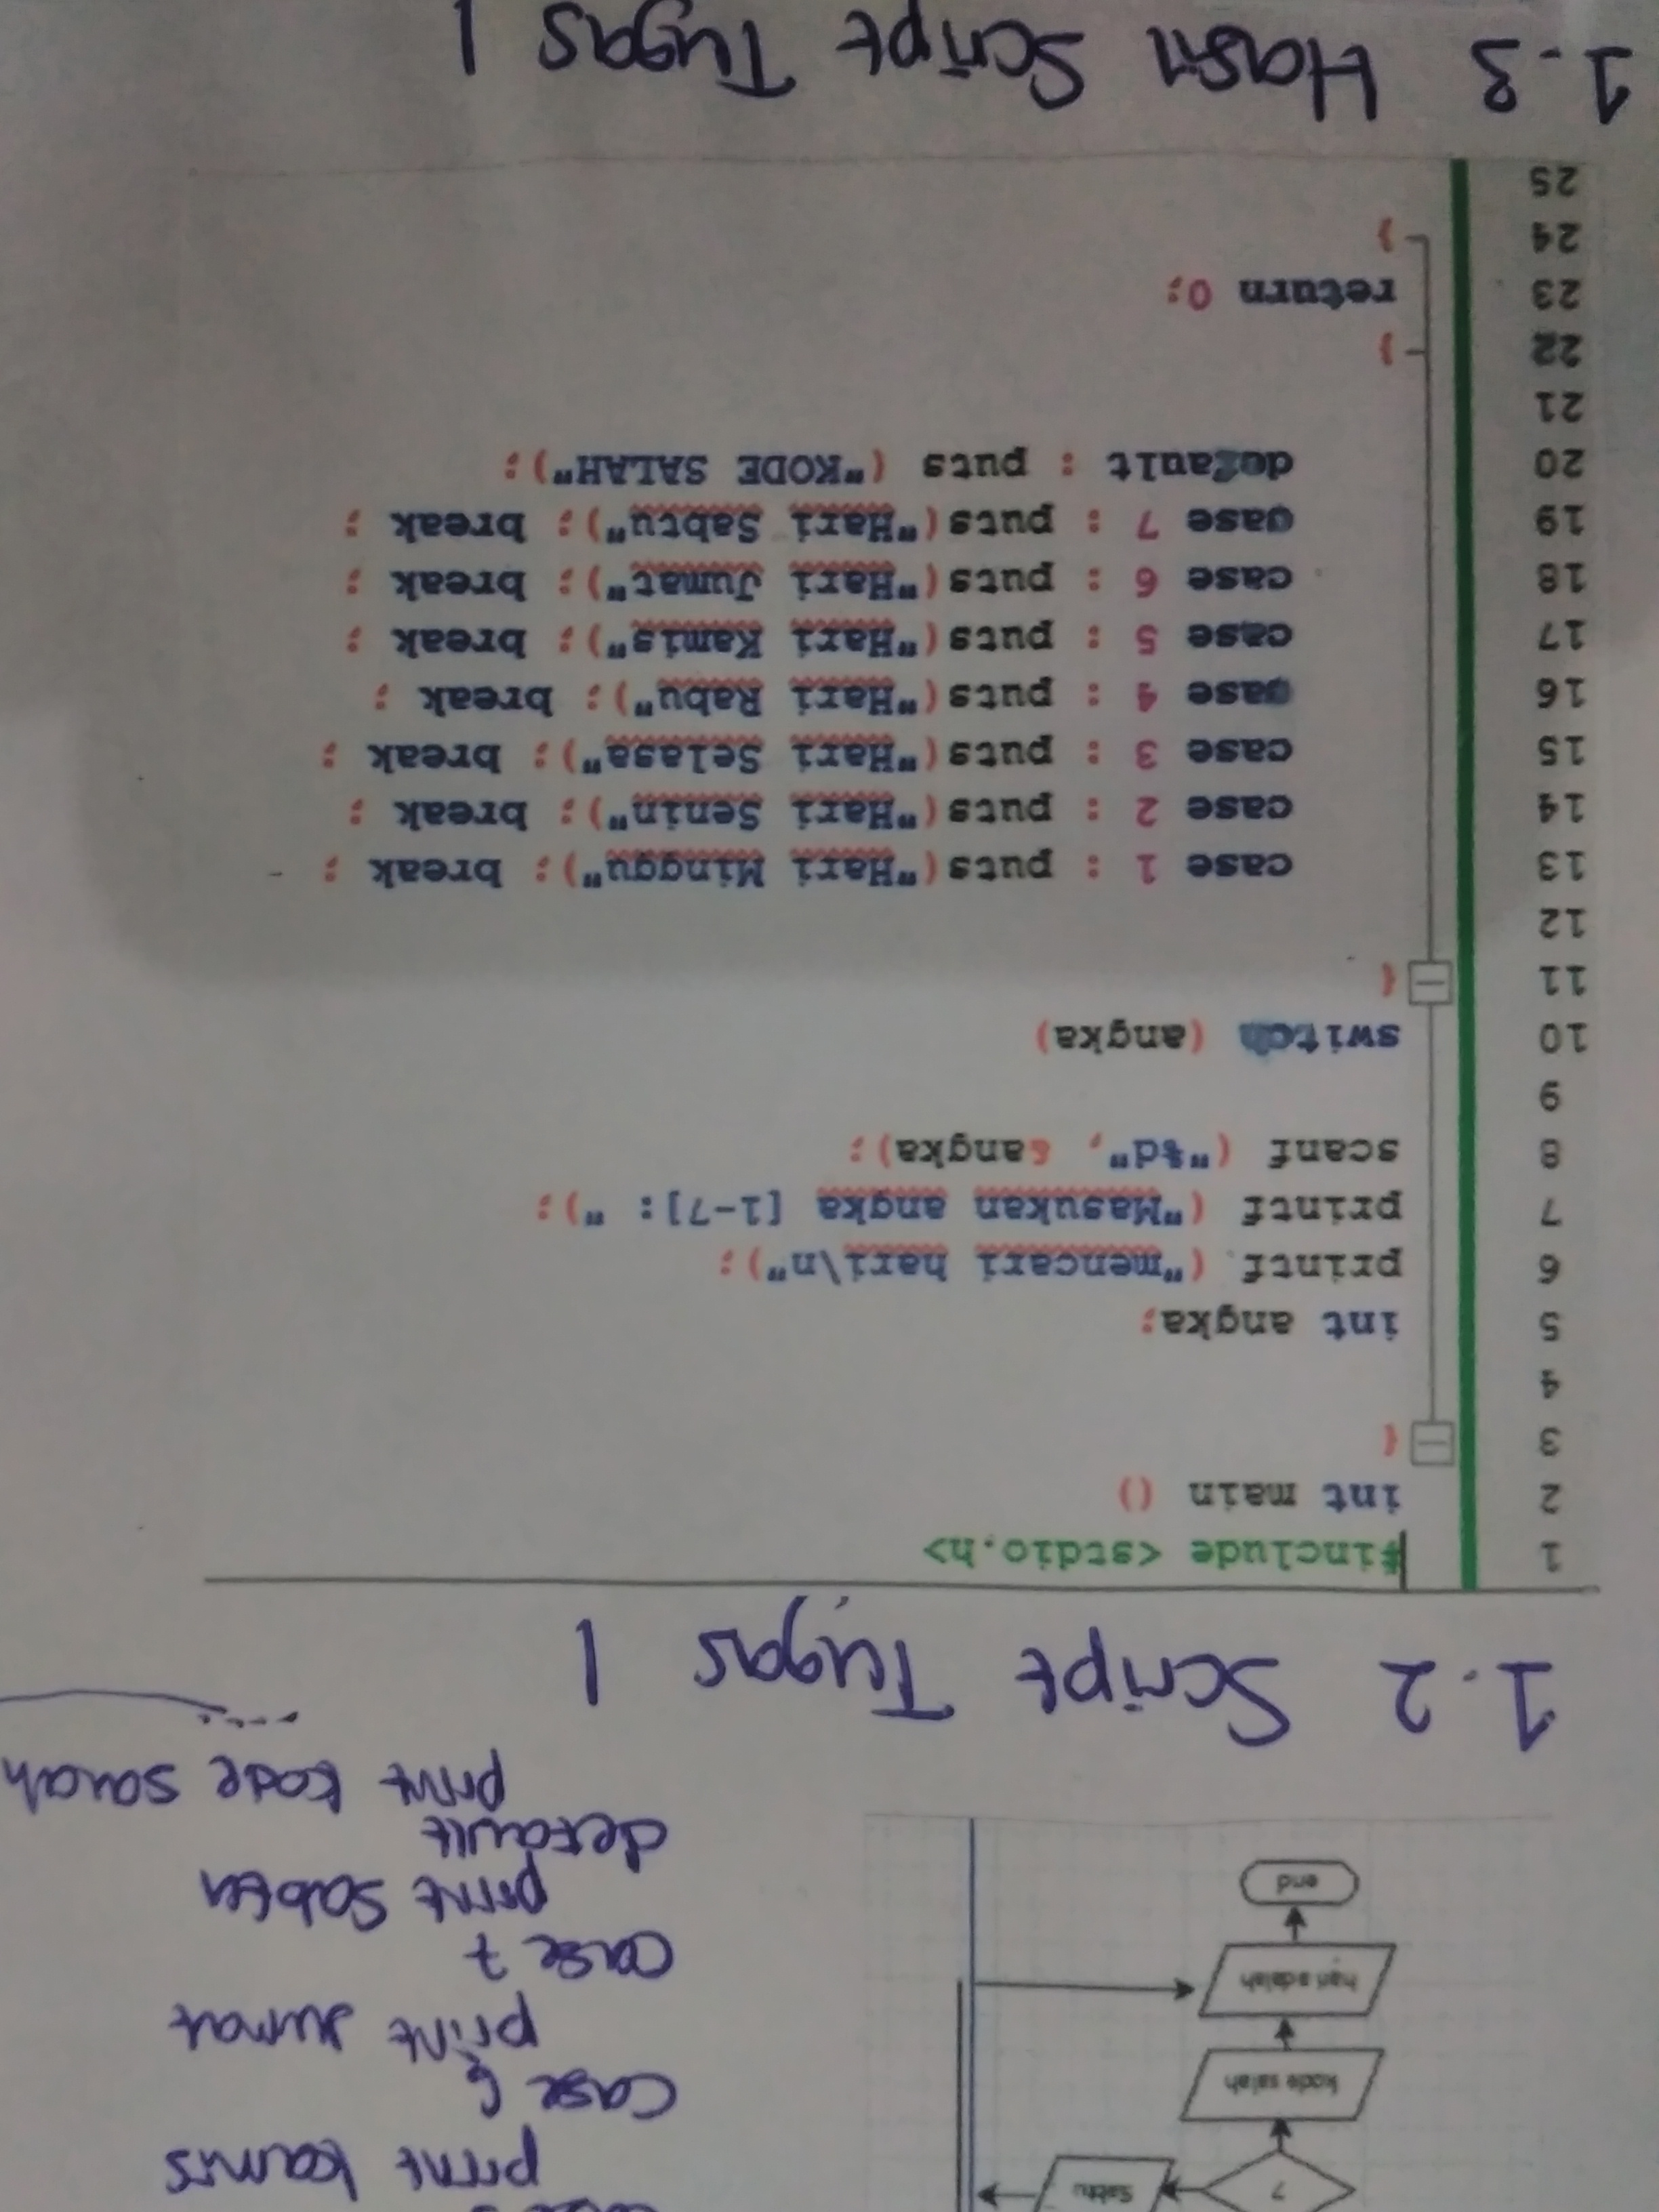 7
Sabtu
kode salah
hari adalah
end
print kamis
case 6
print Jumat
case 7
print Sabtu
default
print kode salah
1.2 Script Tugas 1
1 #include <stdio.h>
2 int main ()
3 {
4
5 int angka;
6 printf ("mencari hari\n");
7 printf ("Masukan angka [1-7]: ");
8 scanf ("%d", &angka);
9
10 switch (angka)
11 {
12
13 case 1 : puts("Hari Minggu"); break ;
14 case 2 : puts("Hari Senin"); break ;
15 case 3 : puts("Hari Selasa"); break ;
16 case 4 : puts("Hari Rabu"); break ;
17 case 5 : puts("Hari Kamis"); break ;
18 case 6 : puts("Hari Jumat"); break ;
19 case 7 : puts("Hari Sabtu"); break ;
20 default : puts ("KODE SALAH");
21
22 }
23 return 0;
24 }
25
1.3 Hasil Script Tugas 1